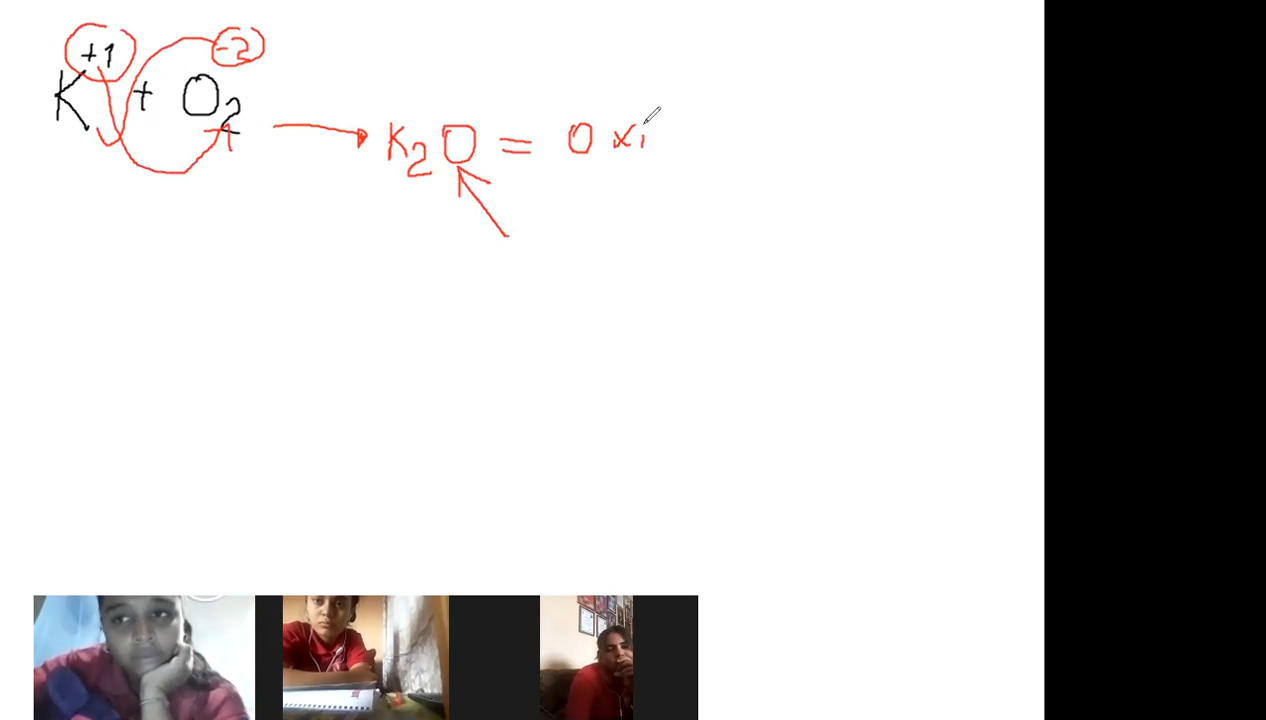 K+1 + O2-2 → K2O = Oxi